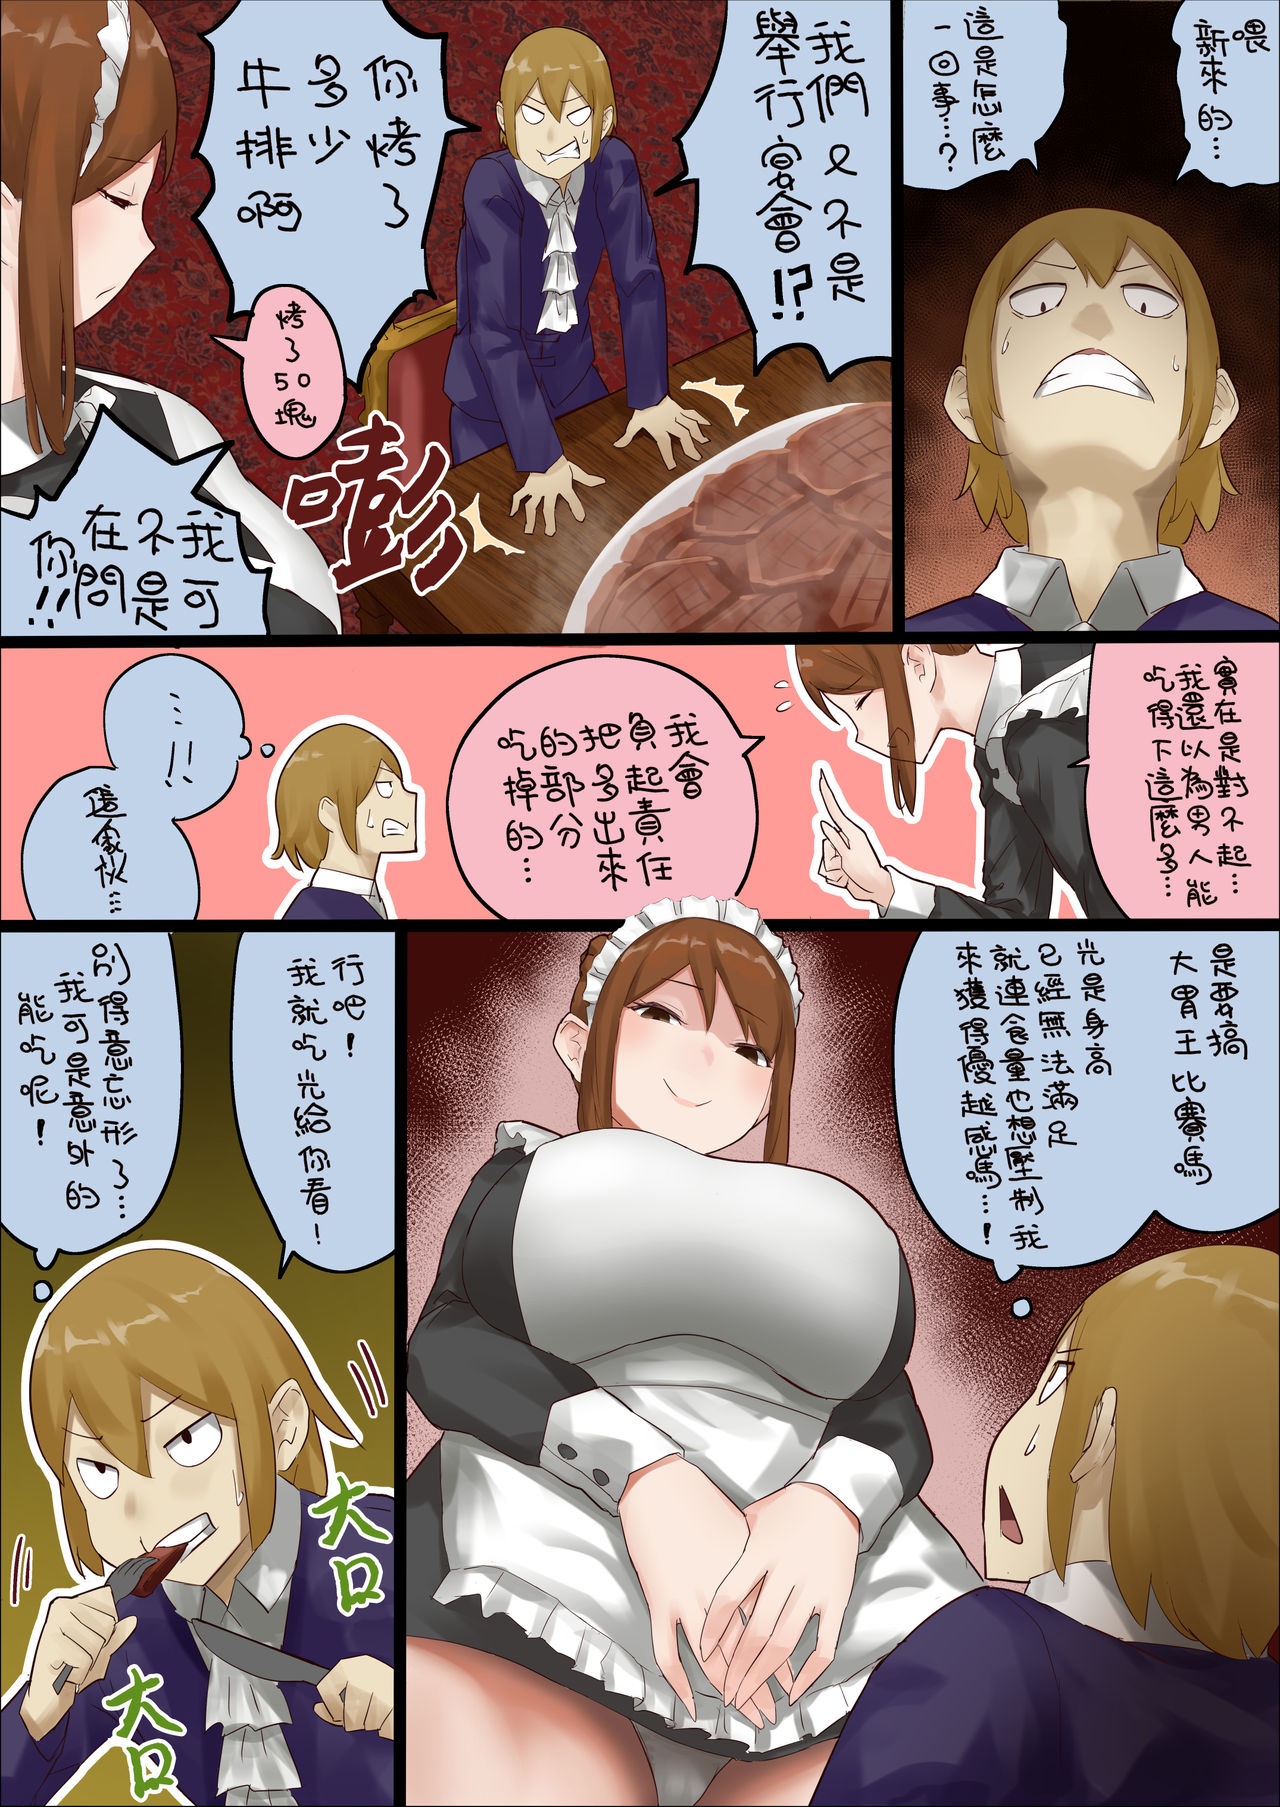 喂
新來的…
這是怎麼
一回事…?
我們又不是
舉行宴會!?
你烤了
多少
牛排啊
烤了50塊
嘭
我可
不是
在問
你!!
實在是對不起…
我還以為男人能
吃得下這麼多…
我會
負起責任
把多出來
的部分
吃掉的…
…!!
這傢伙…
是要搞
大胃王比賽嗎
光是身高
已經無法滿足
就連食量也想壓制我
來獲得優越感嗎…!
行吧!
我就吃光給你看!
別得意忘形了…
我可是意外的
能吃呢!
大口
大口